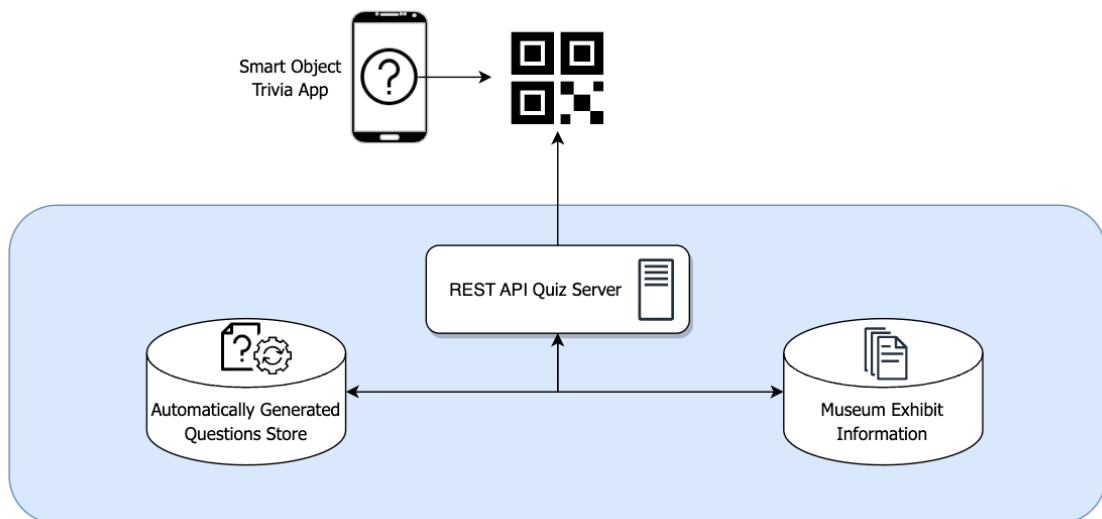 Smart Object
Trivia App
REST API Quiz Server
Automatically Generated
Questions Store
Museum Exhibit
Information